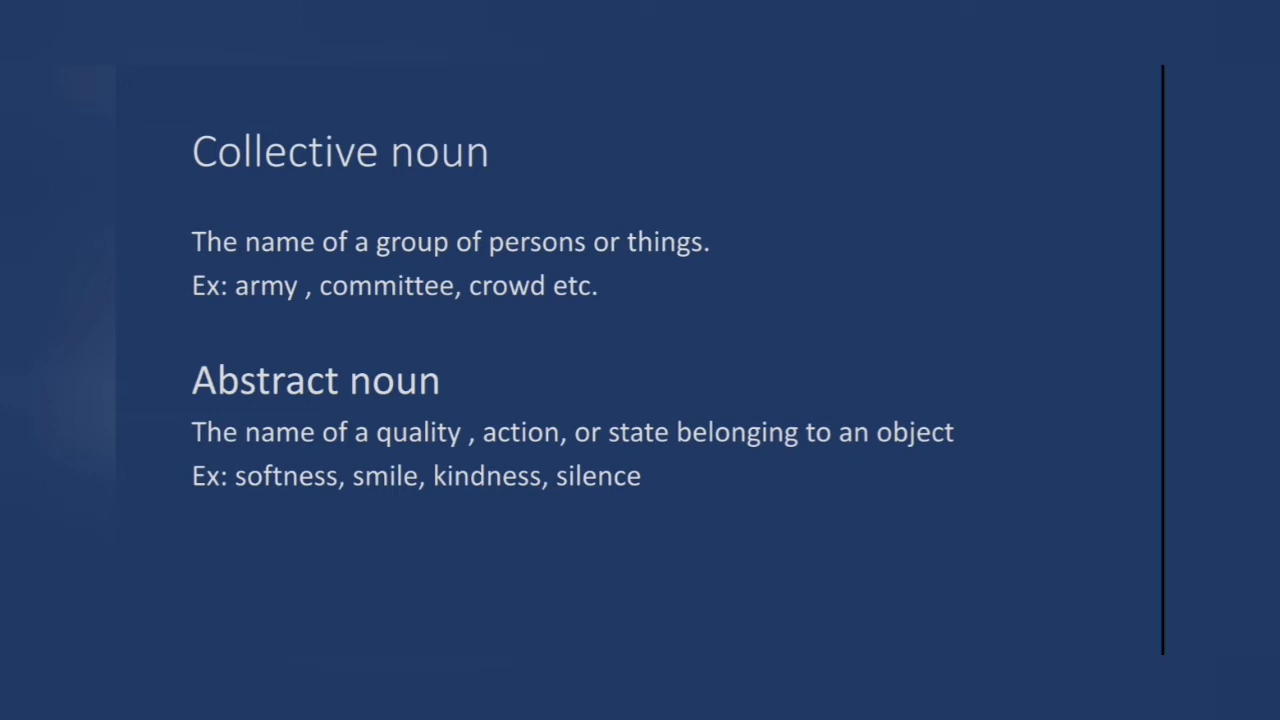 Collective noun
The name of a group of persons or things.
Ex: army , committee, crowd etc.
Abstract noun
The name of a quality , action, or state belonging to an object
Ex: softness, smile, kindness, silence